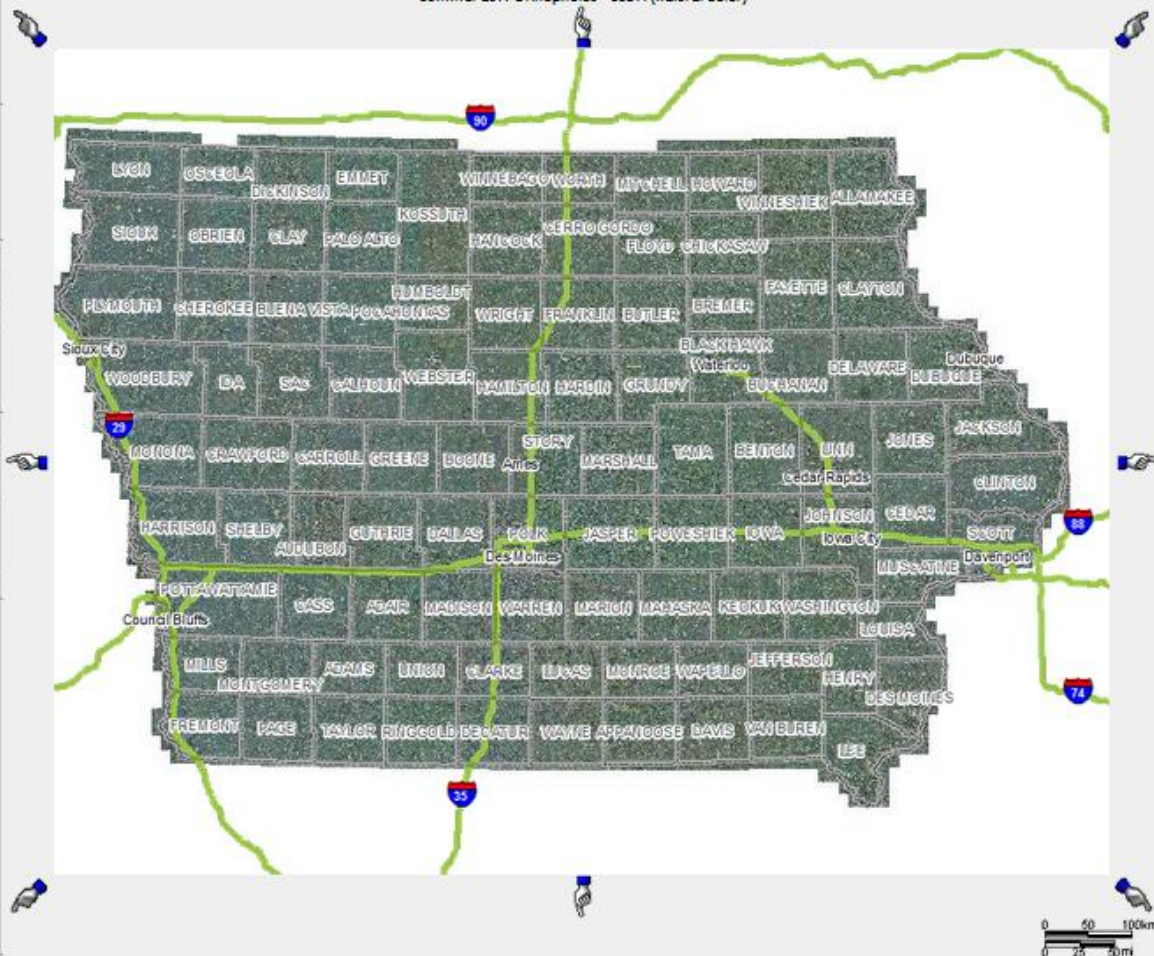 90
LYON OSCEOLA DICKINSON EMMET WINNEBAGO WORTH MITCHELL HOWARD WINNESHIEK ALLAMAKEE
KOSSUTH
SIOUX OBRIEN CLAY PALO ALTO HANCOCK CERRO GORDO FLOYD CHICKASAW
PLYMOUTH CHEROKEE BUENA VISTA POCAHONTAS HUMBOLDT WRIGHT FRANKLIN BUTLER BREMER FAYETTE CLAYTON
BLACK HAWK
Sioux City Waterloo Dubuque
WOODBURY IDA SAC CALHOUN WEBSTER HAMILTON HARDIN GRUNDY BUCHANAN DELAWARE DUBUQUE
29
MONONA CRAWFORD CARROLL GREENE BOONE STORY MARSHALL TAMA BENTON LINN JONES JACKSON
Ames Cedar Rapids CLINTON
HARRISON SHELBY AUDUBON GUTHRIE DALLAS POLK JASPER POWESHIEK IOWA JOHNSON CEDAR SCOTT
88
Des Moines Iowa City Davenport
MUSCATINE
POTTAWATTAMIE CASS ADAIR MADISON WARREN MARION MAHASKA KEOKUK WASHINGTON
Council Bluffs LOUISA
MILLS MONTGOMERY ADAMS UNION CLARKE LUCAS MONROE WAPELLO JEFFERSON HENRY DES MOINES
74
FREMONT PAGE TAYLOR RINGGOLD DECATUR WAYNE APPANOOSE DAVIS VAN BUREN LEE
35
0 50 100km
0 25 50mi